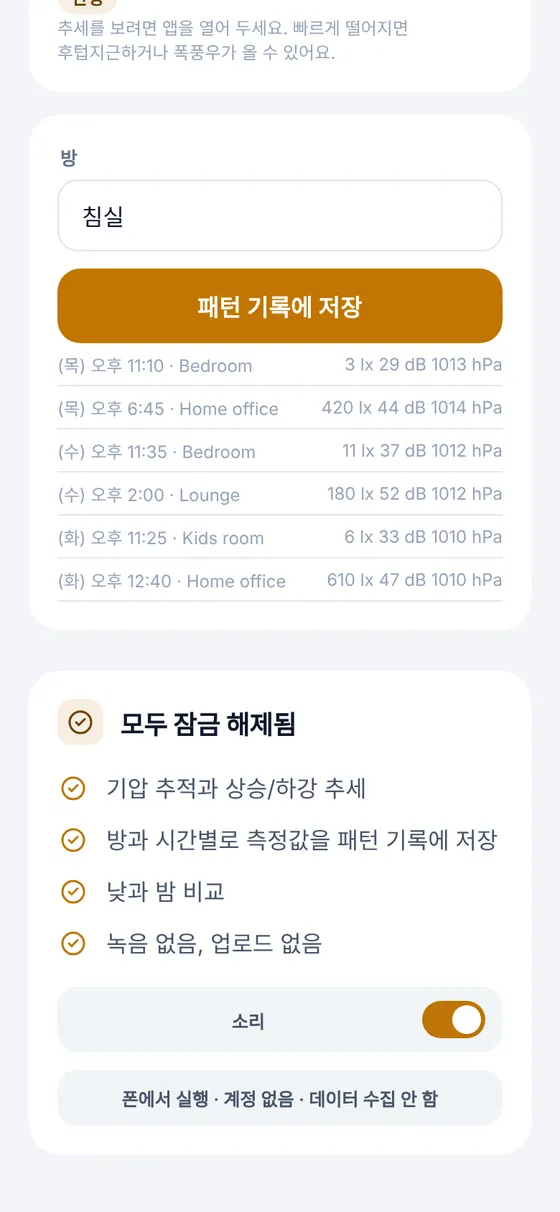 안정
추세를 보려면 앱을 열어 두세요. 빠르게 떨어지면
후텁지근하거나 폭풍우가 올 수 있어요.
방
침실
패턴 기록에 저장
(목) 오후 11:10 · Bedroom 3 lx 29 dB 1013 hPa
(목) 오후 6:45 · Home office 420 lx 44 dB 1014 hPa
(수) 오후 11:35 · Bedroom 11 lx 37 dB 1012 hPa
(수) 오후 2:00 · Lounge 180 lx 52 dB 1012 hPa
(화) 오후 11:25 · Kids room 6 lx 33 dB 1010 hPa
(화) 오후 12:40 · Home office 610 lx 47 dB 1010 hPa
모두 잠금 해제됨
기압 추적과 상승/하강 추세
방과 시간별로 측정값을 패턴 기록에 저장
낮과 밤 비교
녹음 없음, 업로드 없음
소리
폰에서 실행 · 계정 없음 · 데이터 수집 안 함